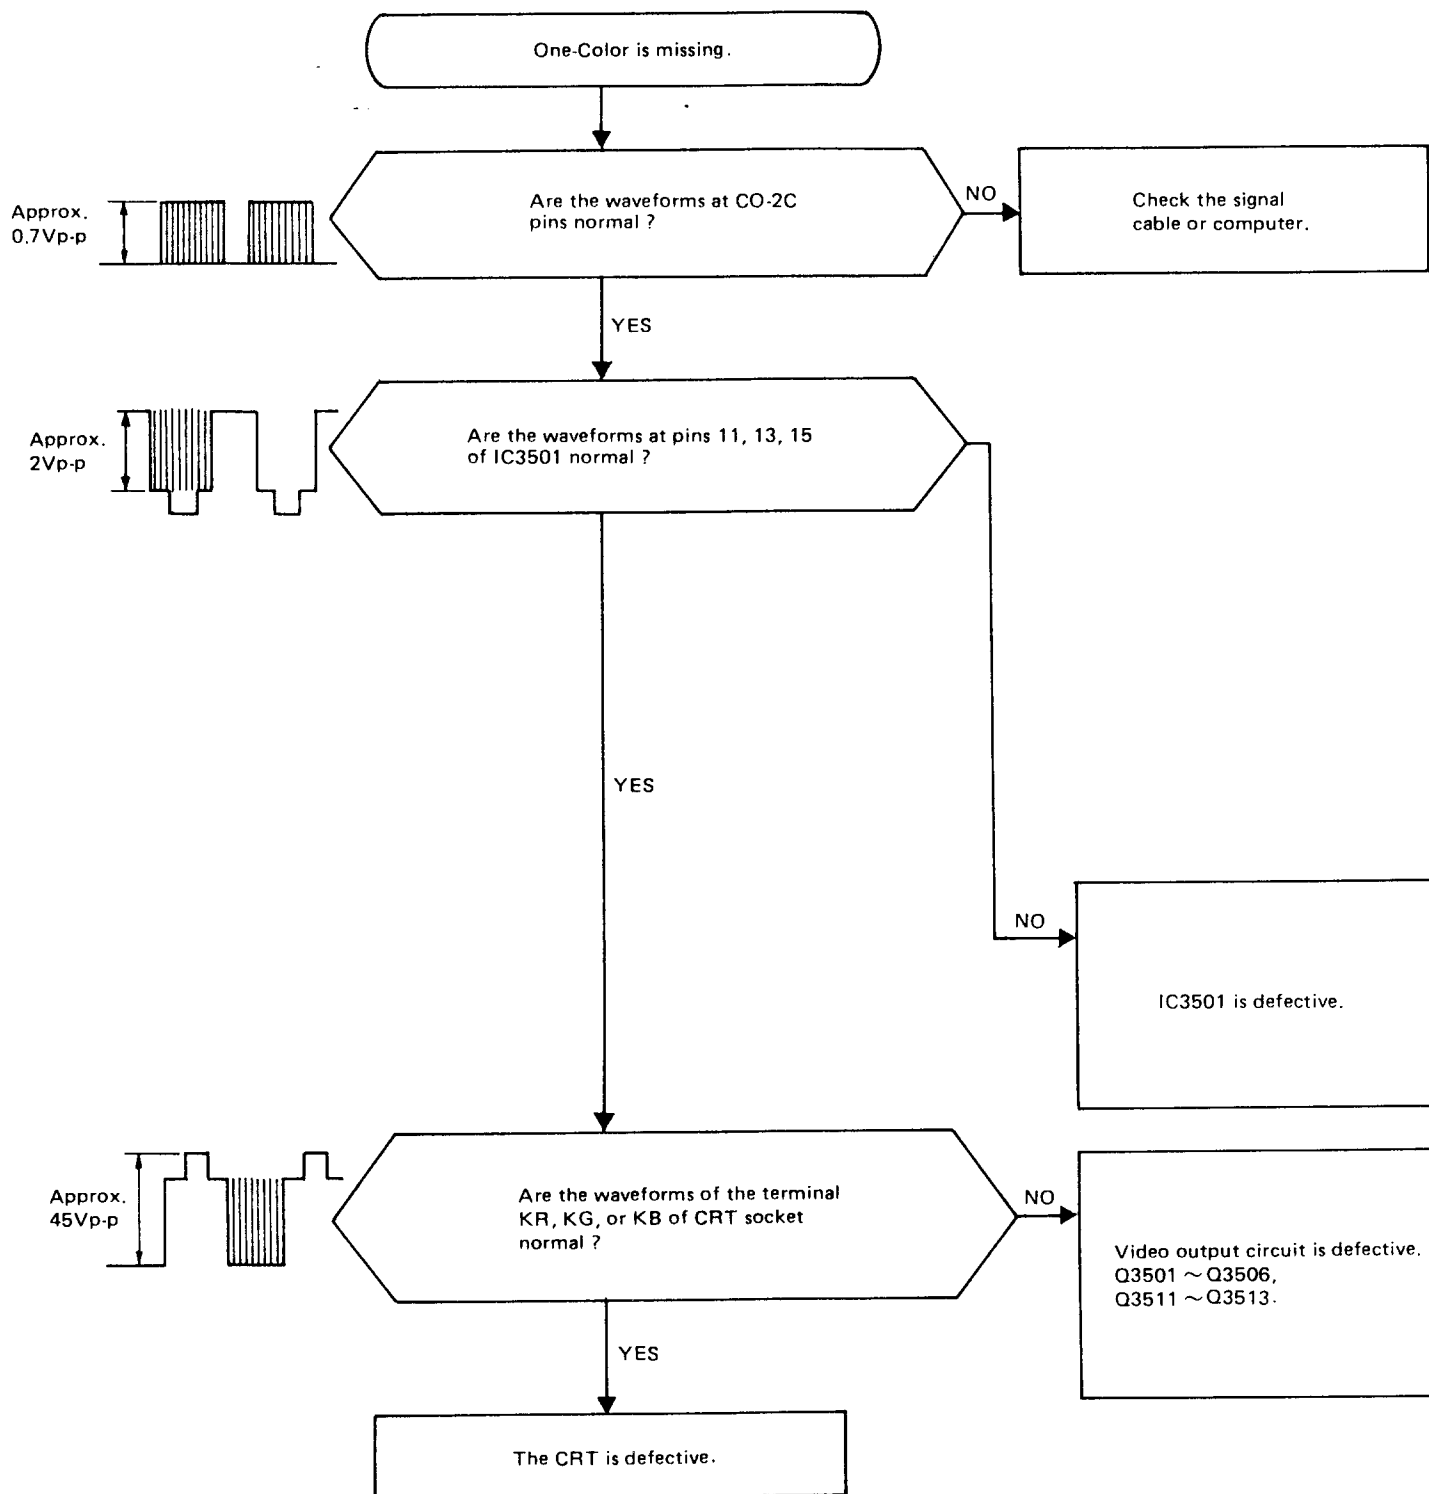 One-Color is missing.
Are the waveforms at CO-2C
pins normal ?
NO
Check the signal
cable or computer.
Approx.
0.7Vp-p
YES
Are the waveforms at pins 11, 13, 15
of IC3501 normal ?
Approx.
2Vp-p
YES
NO
IC3501 is defective.
Approx.
45Vp-p
Are the waveforms of the terminal
KR, KG, or KB of CRT socket
normal ?
NO
Video output circuit is defective.
Q3501 ~ Q3506,
Q3511 ~ Q3513.
YES
The CRT is defective.